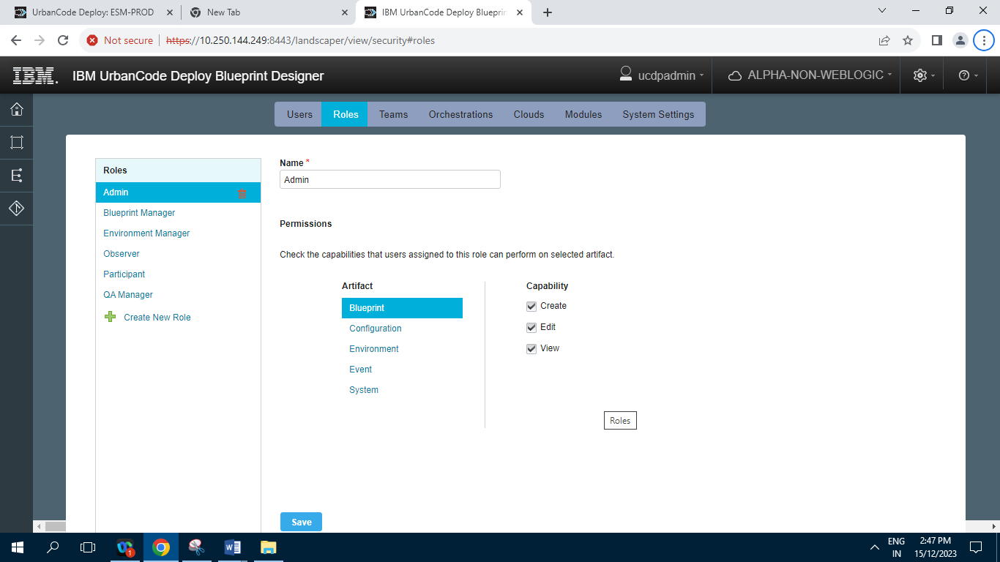 UrbanCode Deploy: ESM-PROD
New Tab
IBM UrbanCode Deploy Blueprin
Not secure
https://10.250.144.249:8443/landscaper/view/security#roles
IBM.
IBM UrbanCode Deploy Blueprint Designer
ucdpadmin
ALPHA-NON-WEBLOGIC
Users
Roles
Teams
Orchestrations
Clouds
Modules
System Settings
Roles
Admin
Blueprint Manager
Environment Manager
Observer
Participant
QA Manager
Create New Role
Name *
Admin
Permissions
Check the capabilities that users assigned to this role can perform on selected artifact.
Artifact
Blueprint
Configuration
Environment
Event
System
Capability
Create
Edit
View
Roles
Save
1
ENG
IN
2:47 PM
15/12/2023